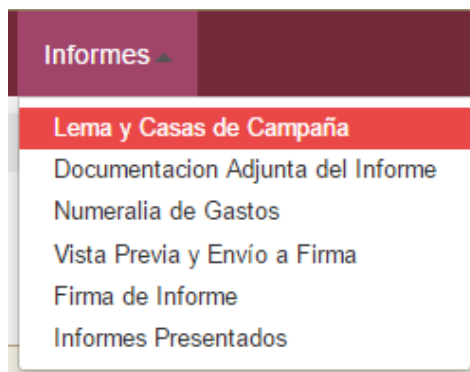 Informes
Lema y Casas de Campaña
Documentacion Adjunta del Informe
Numeralia de Gastos
Vista Previa y Envío a Firma
Firma de Informe
Informes Presentados